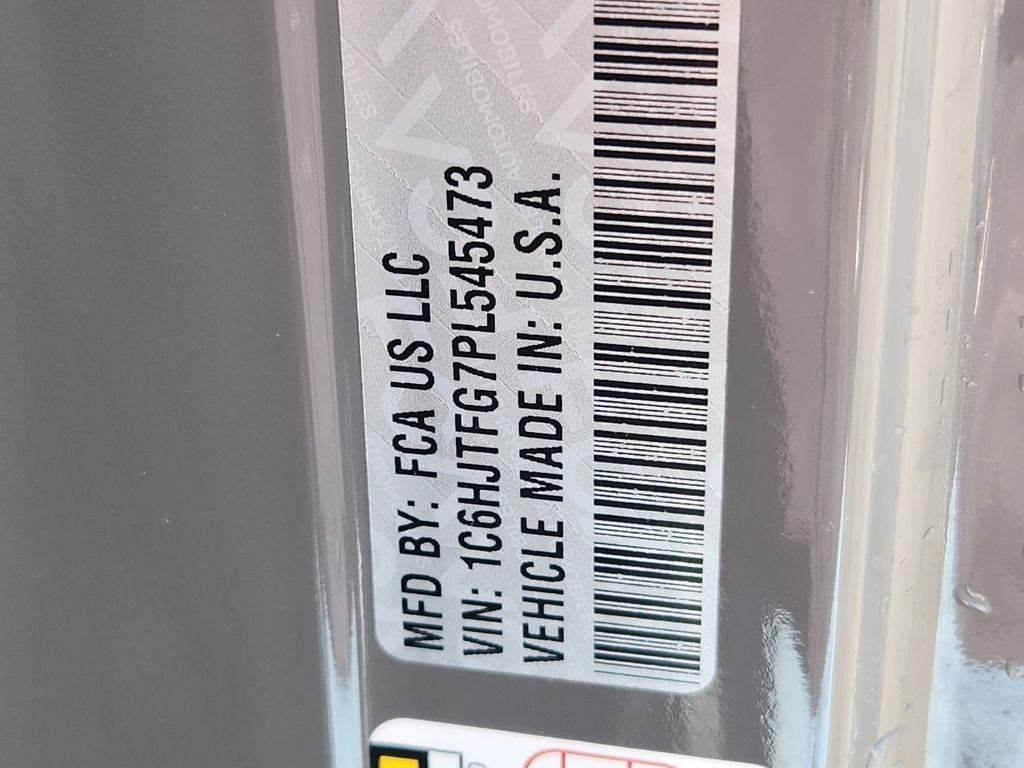 MFD BY: FCA US LLC
VIN: 1C6HJTFG7PL545473
VEHICLE MADE IN: U.S.A.